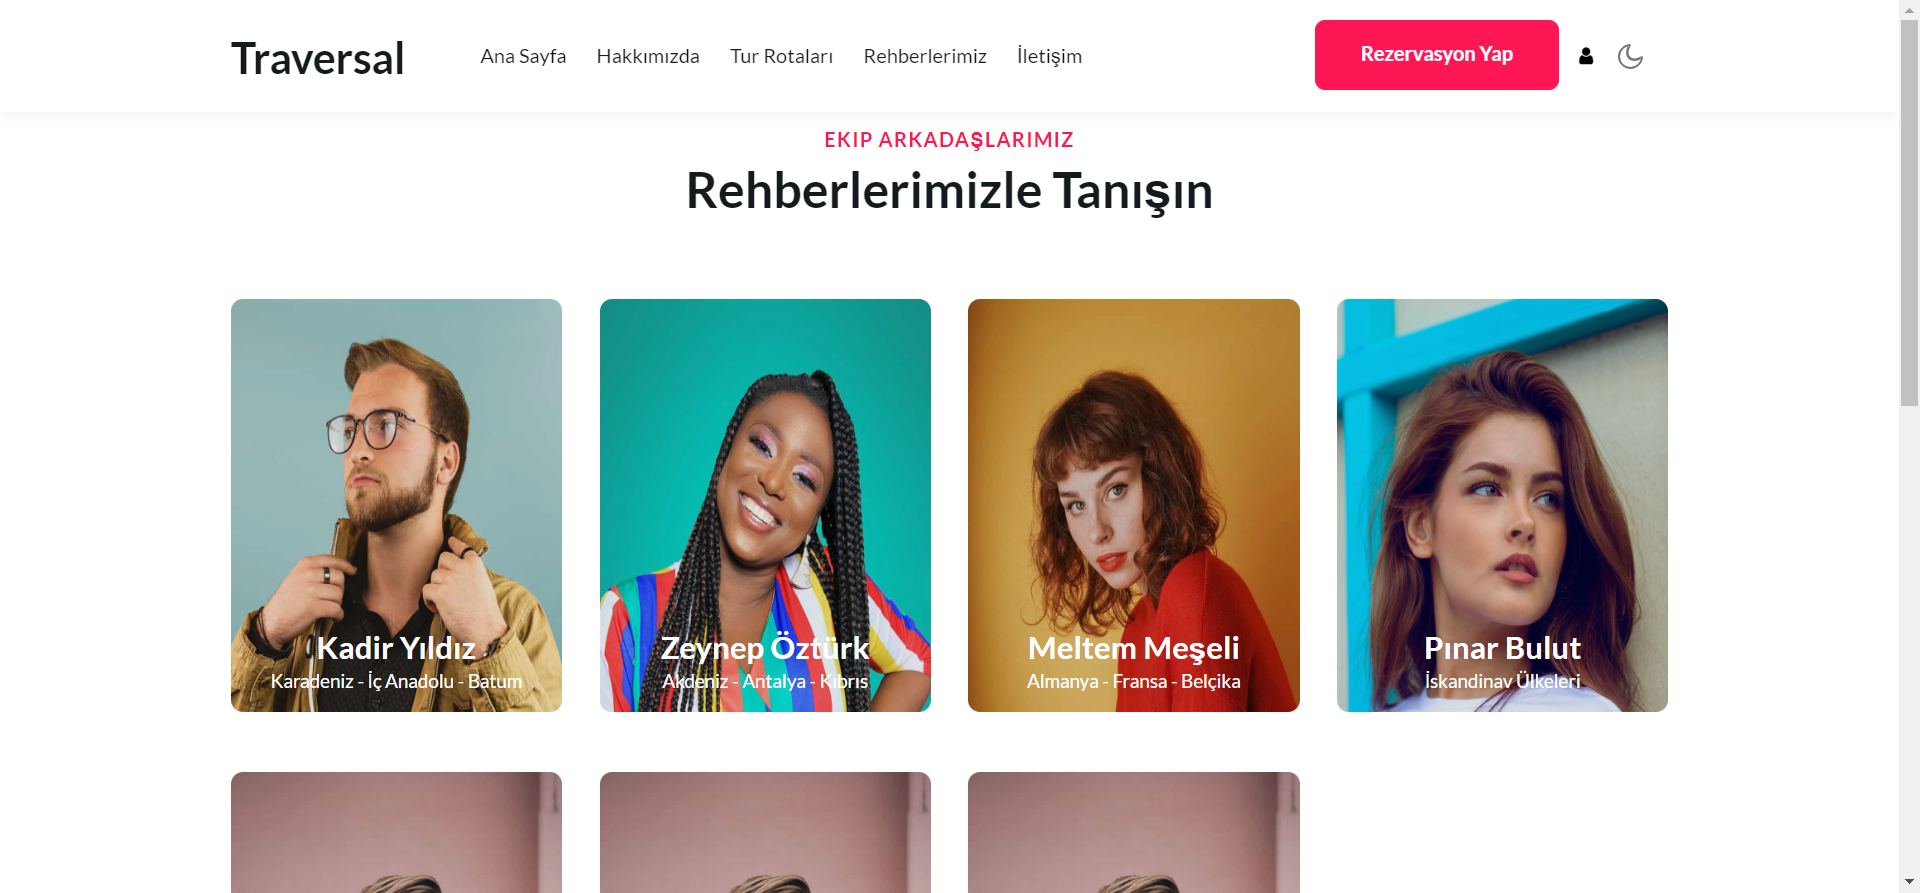 Traversal
Ana Sayfa
Hakkımızda
Tur Rotaları
Rehberlerimiz
İletişim
Rezervasyon Yap
EKIP ARKADAŞLARIMIZ
Rehberlerimizle Tanışın
Kadir Yıldız
Karadeniz - İç Anadolu - Batum
Zeynep Öztürk
Akdeniz - Antalya - Kıbrıs
Meltem Meşeli
Almanya - Fransa - Belçika
Pınar Bulut
İskandinav Ülkeleri